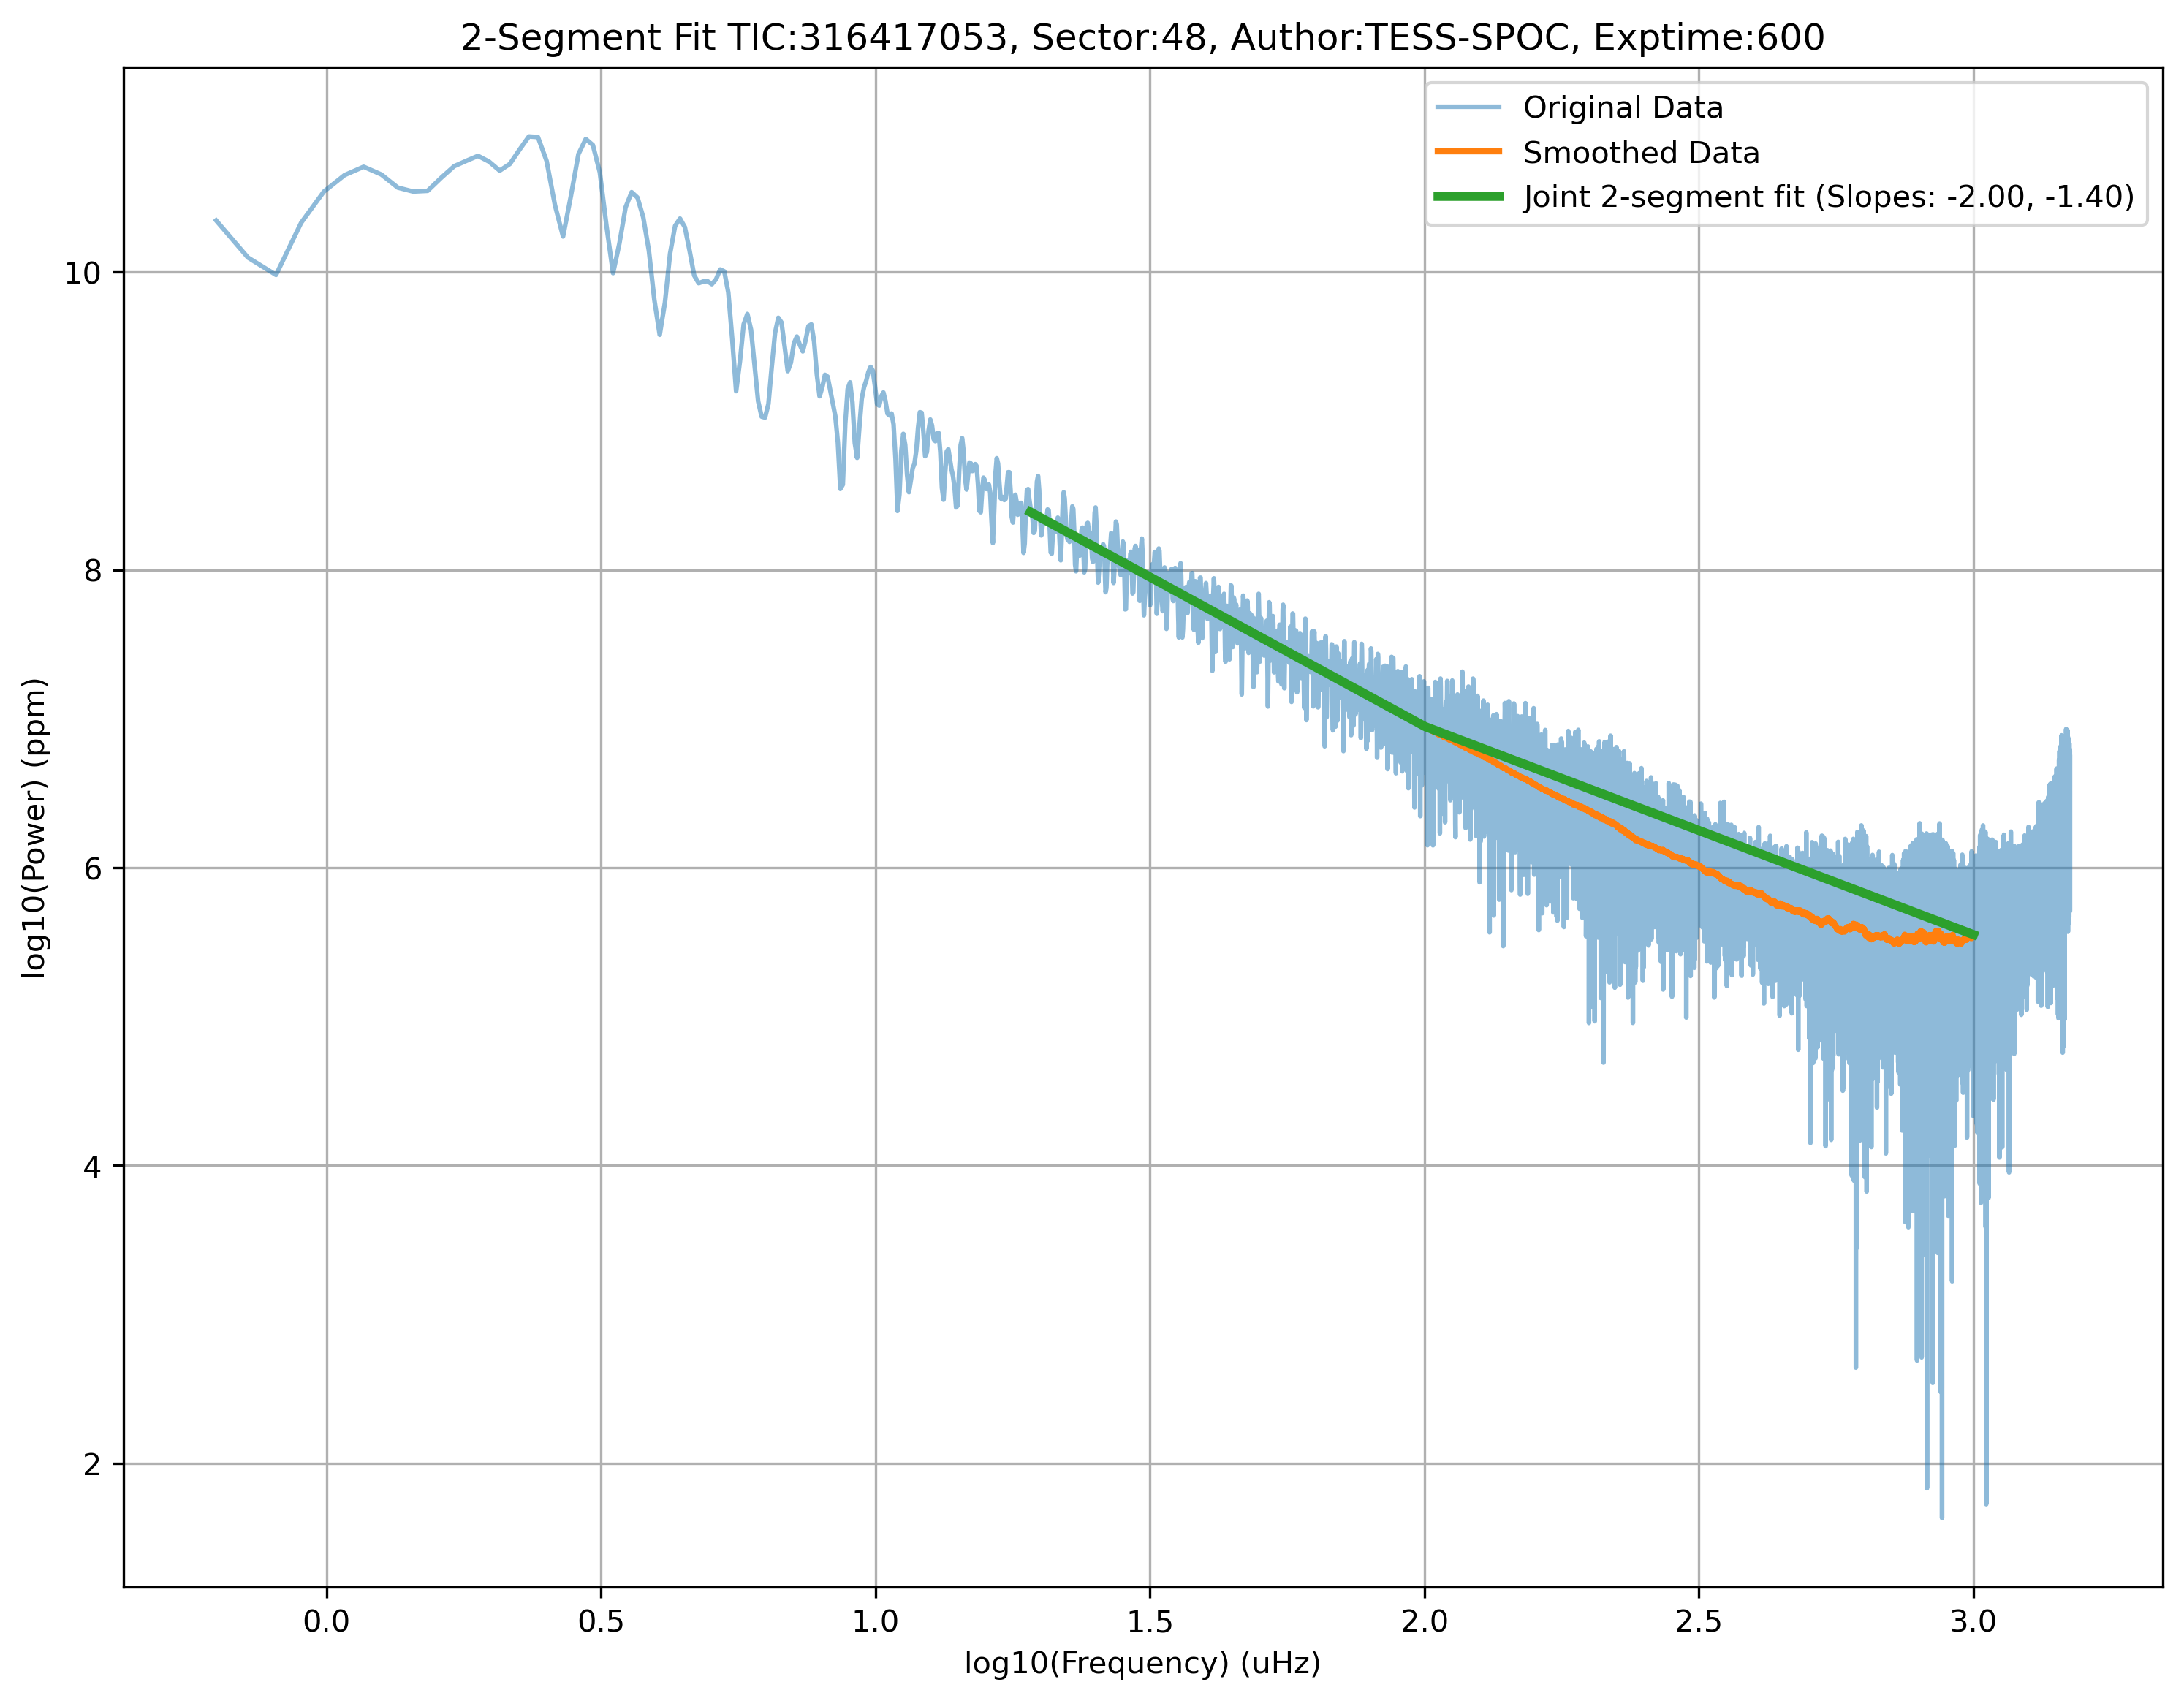 2-Segment Fit TIC:316417053, Sector:48, Author:TESS-SPOC, Exptime:600
Original Data
Smoothed Data
Joint 2-segment fit (Slopes: -2.00, -1.40)
log10(Power) (ppm)
10
8
6
4
2
0.0 0.5 1.0 1.5 2.0 2.5 3.0
log10(Frequency) (uHz)